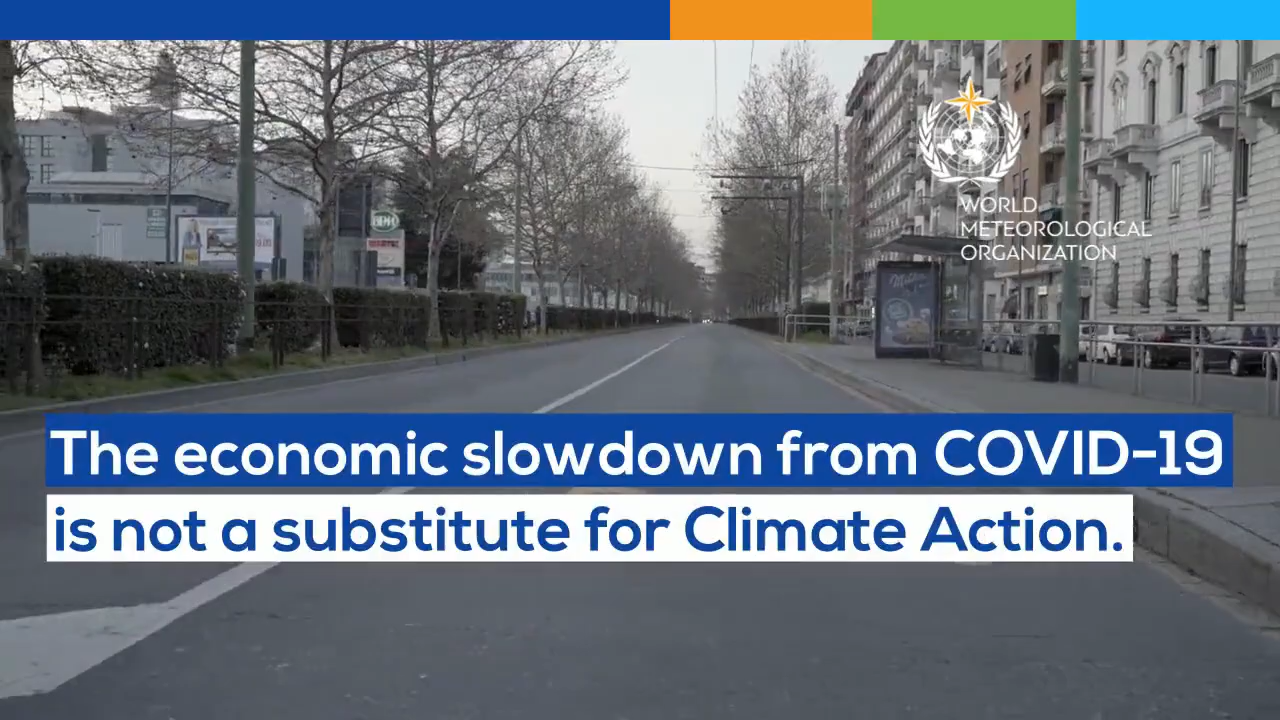 WORLD
METEOROLOGICAL
ORGANIZATION
The economic slowdown from COVID-19
is not a substitute for Climate Action.